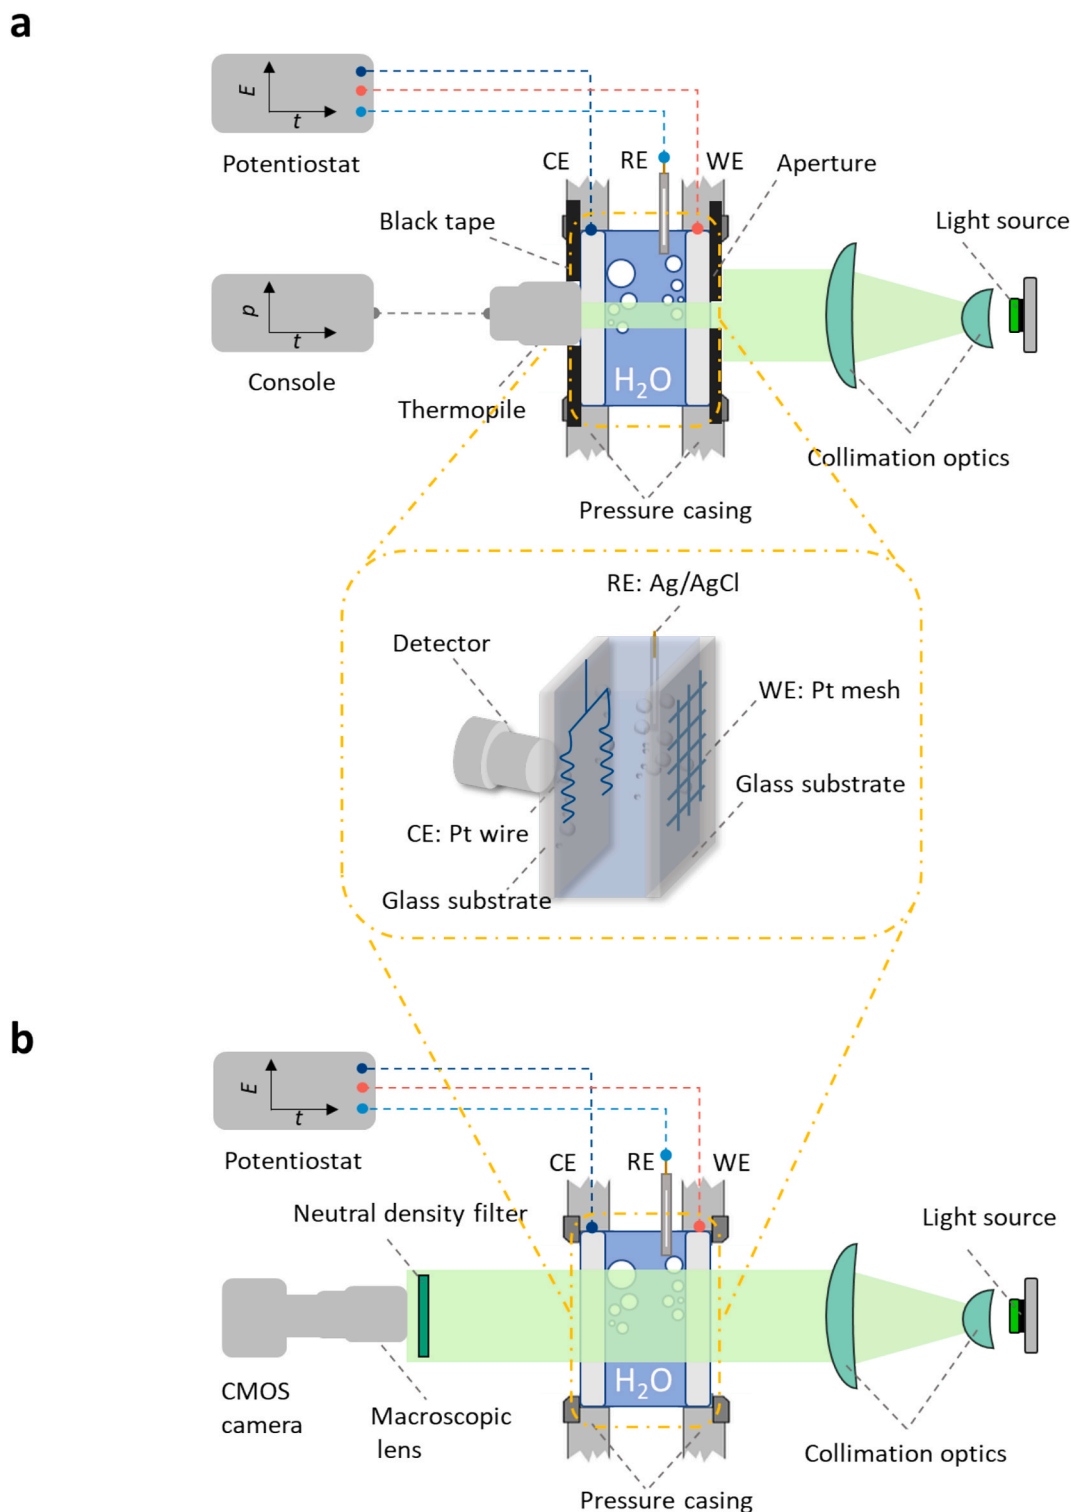 a
E
t
Potentiostat
CE
RE
WE
Aperture
Black tape
Light source
p
t
Console
H₂O
Thermopile
Collimation optics
Pressure casing
RE: Ag/AgCl
Detector
WE: Pt mesh
Glass substrate
CE: Pt wire
Glass substrate
b
E
t
Potentiostat
CE
RE
WE
Neutral density filter
Light source
H₂O
CMOS
camera
Macroscopic
lens
Collimation optics
Pressure casing